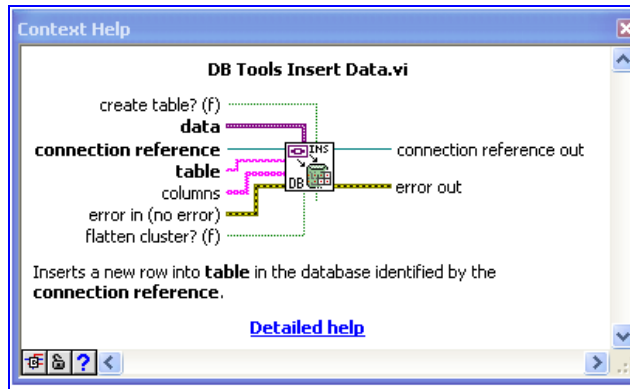 Context Help
DB Tools Insert Data.vi
create table? (f)
data
connection reference
table
columns
error in (no error)
flatten cluster? (f)
INS
DB
connection reference out
error out
Inserts a new row into table in the database identified by the
connection reference.
Detailed help
?